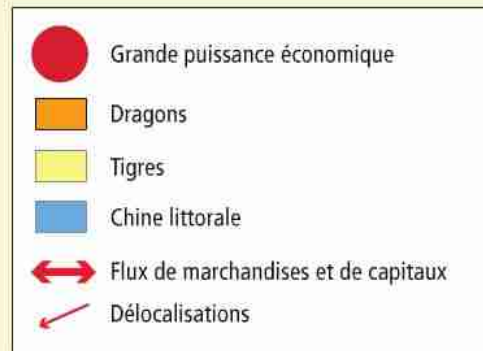 Grande puissance économique
Dragons
Tigres
Chine littorale
Flux de marchandises et de capitaux
Délocalisations